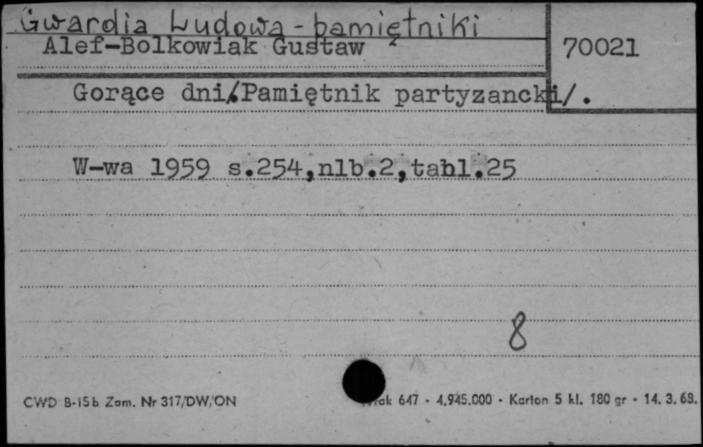 Gwardia Ludowa - pamiętniki
Alef-Bolkowiak Gustaw
70021
Gorące dni/.Pamiętnik partyzancki/.
W-wa 1959 s.254,nlb.2,tabl.25
8
CWD B-15b Zam. Nr 317/DW/ON
647 - 4.945.000 - Karton 5 kl. 180 gr - 14. 3. 68.